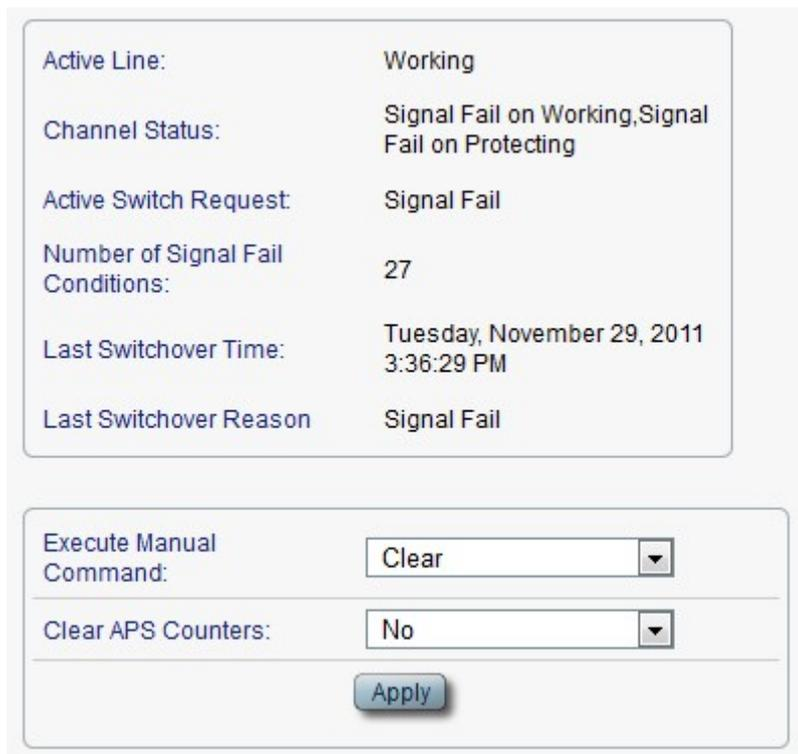 Active Line: Working
Channel Status: Signal Fail on Working,Signal
Fail on Protecting
Active Switch Request: Signal Fail
Number of Signal Fail
Conditions: 27
Last Switchover Time: Tuesday, November 29, 2011
3:36:29 PM
Last Switchover Reason Signal Fail
Execute Manual
Command: Clear
Clear APS Counters: No
Apply